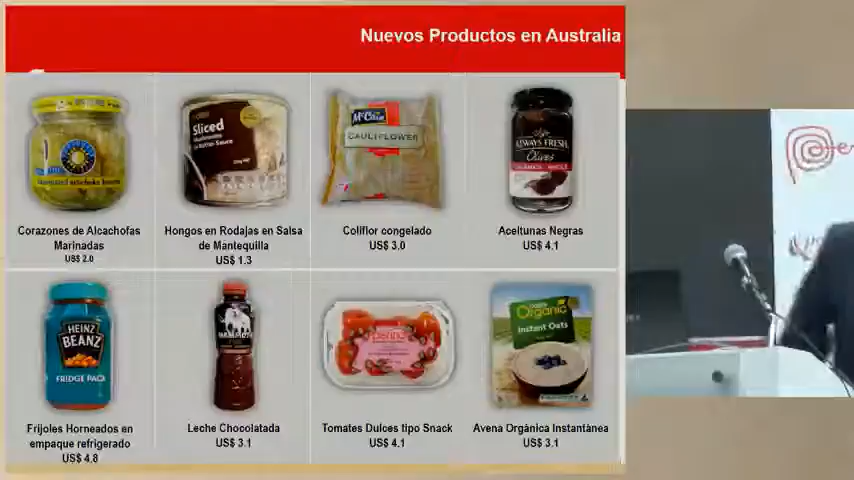 Nuevos Productos en Australia
Sliced
McCain
CAULIFLOWER
ALWAYS FRESH
Olives
Corazones de Alcachofas
Marinadas
US$ 2.0
Hongos en Rodajas en Salsa
de Mantequilla
US$ 1.3
Coliflor congelado
US$ 3.0
Aceitunas Negras
US$ 4.1
HEINZ
BEANZ
FRIDGE PACK
Organic
Instant Oats
Frijoles Horneados en
empaque refrigerado
US$ 4.8
Leche Chocolatada
US$ 3.1
Tomates Dulces tipo Snack
US$ 4.1
Avena Orgánica Instantánea
US$ 3.1